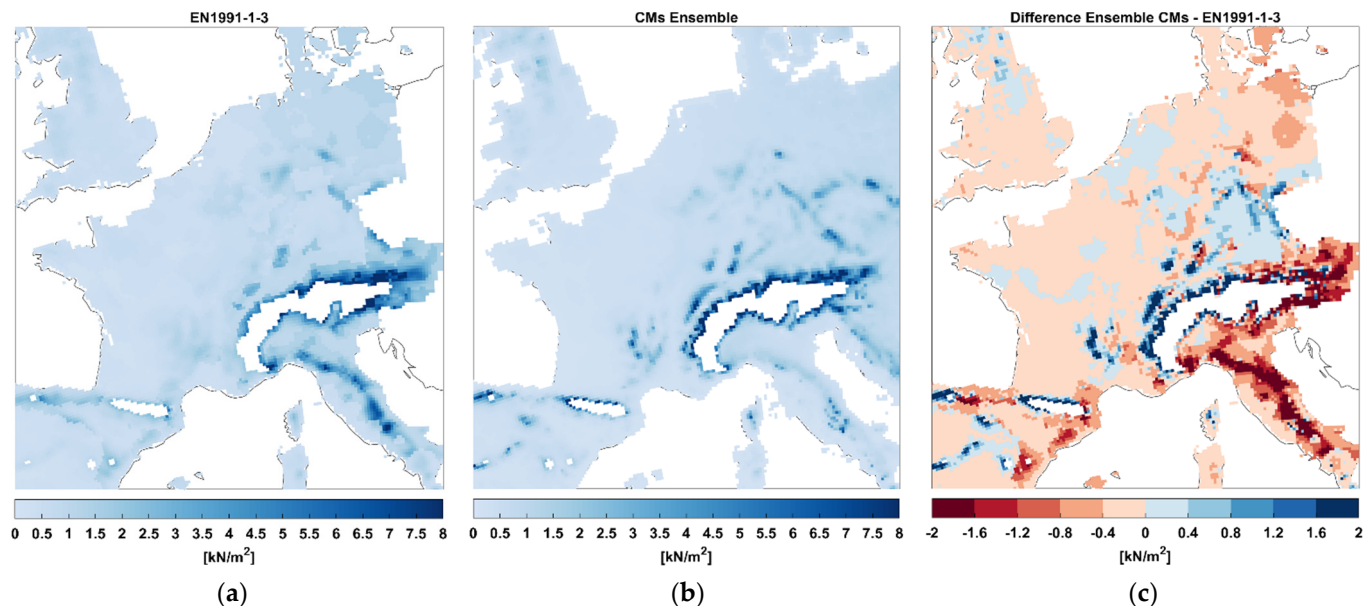 EN1991-1-3
CMs Ensemble
Difference Ensemble CMs - EN1991-1-3
0 0.5 1 1.5 2 2.5 3 3.5 4 4.5 5 5.5 6 6.5 7 7.5 8
0 0.5 1 1.5 2 2.5 3 3.5 4 4.5 5 5.5 6 6.5 7 7.5 8
-2 -1.6 -1.2 -0.8 -0.4 0 0.4 0.8 1.2 1.6 2
[kN/m²]
[kN/m²]
[kN/m²]
(a)
(b)
(c)